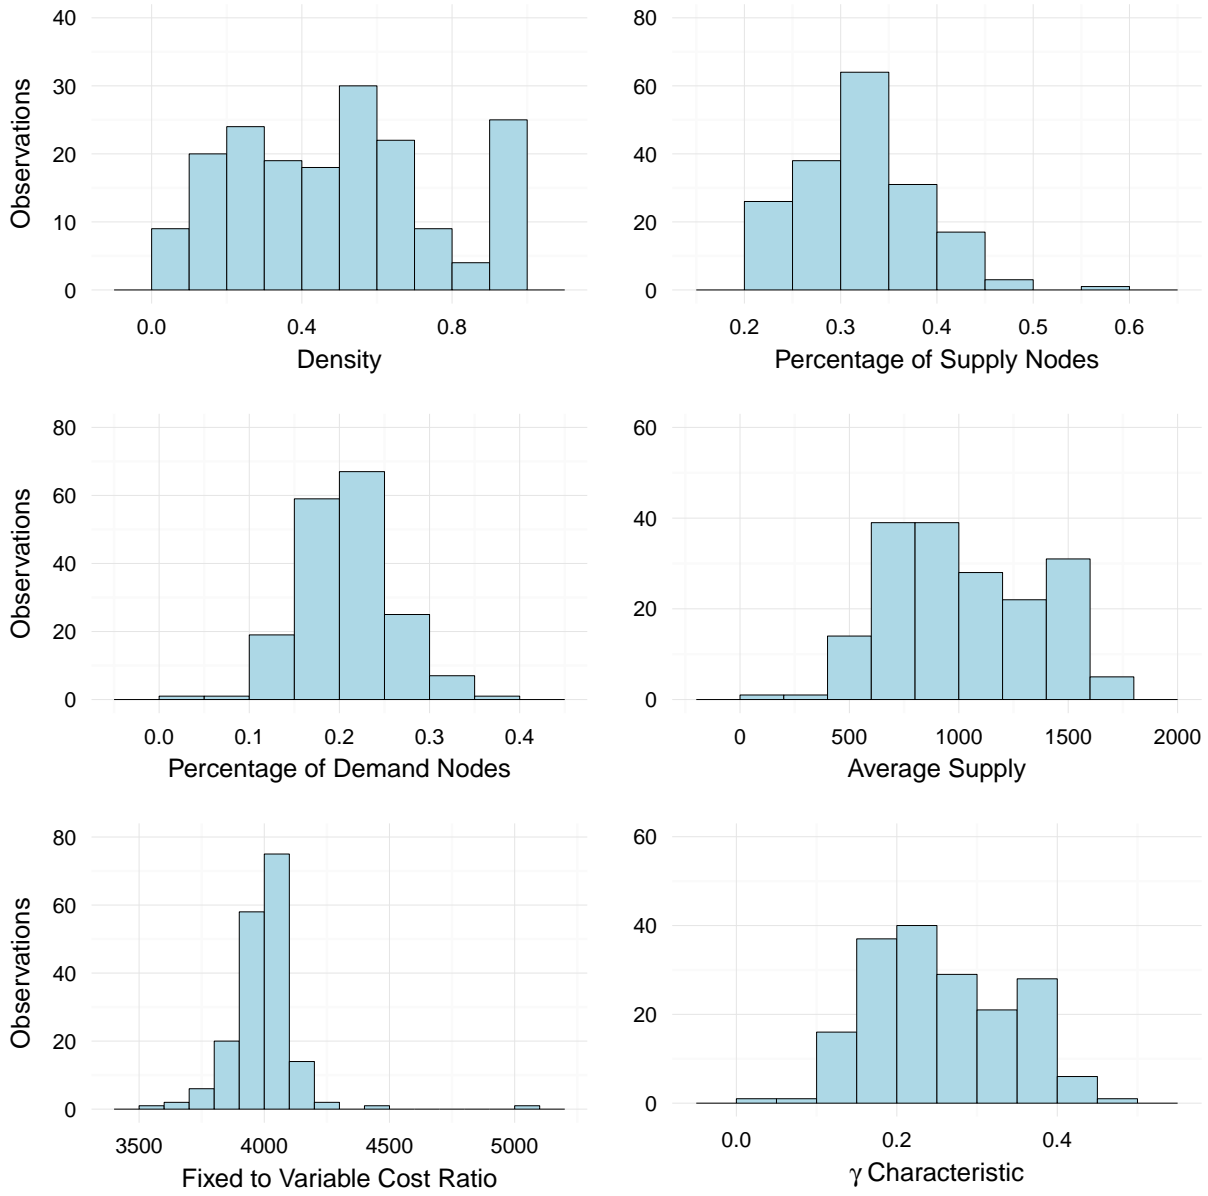 40
30
20
10
0
Observations
0.0 0.4 0.8
Density
80
60
40
20
0
0.2 0.3 0.4 0.5 0.6
Percentage of Supply Nodes
80
60
40
20
0
Observations
0.0 0.1 0.2 0.3 0.4
Percentage of Demand Nodes
60
40
20
0
0 500 1000 1500 2000
Average Supply
80
60
40
20
0
Observations
3500 4000 4500 5000
Fixed to Variable Cost Ratio
60
40
20
0
0.0 0.2 0.4
γ Characteristic